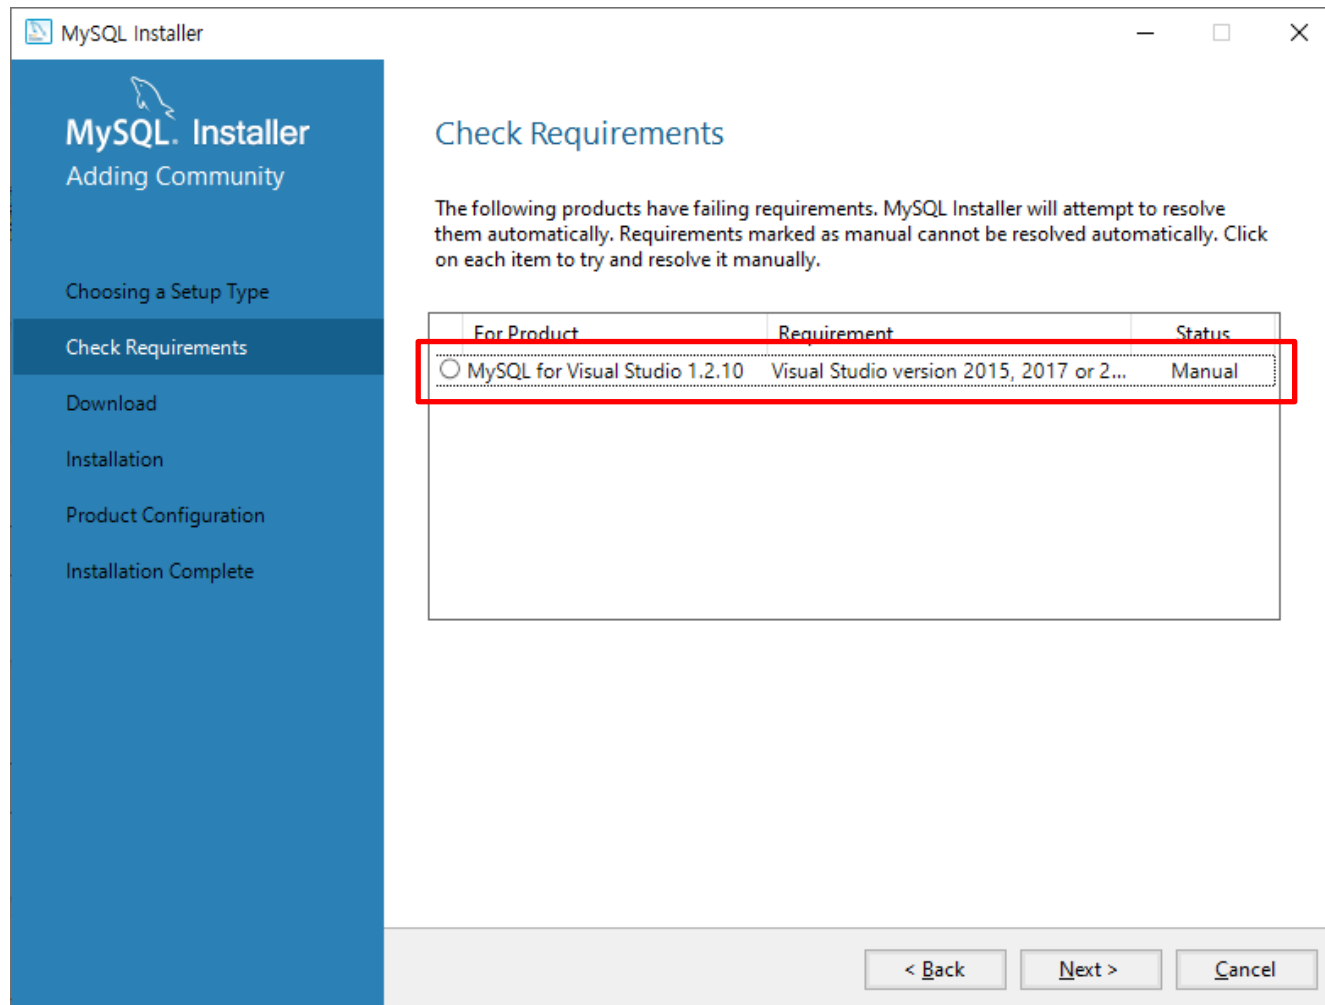 MySQL Installer
MySQL. Installer
Adding Community
Choosing a Setup Type
Check Requirements
Download
Installation
Product Configuration
Installation Complete
Check Requirements
The following products have failing requirements. MySQL Installer will attempt to resolve
them automatically. Requirements marked as manual cannot be resolved automatically. Click
on each item to try and resolve it manually.
For Product Requirement Status
MySQL for Visual Studio 1.2.10 Visual Studio version 2015, 2017 or 2... Manual
< Back Next > Cancel